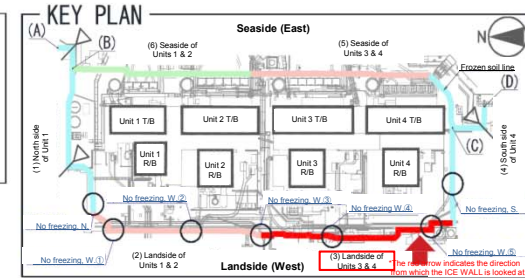 KEY PLAN
Seaside (East)
N
(A)
(B)
(6) Seaside of
Units 1 & 2
(5) Seaside of
Units 3 & 4
Frozen soil line
(D)
(1) North side
of Unit 1
Unit 1 T/B
Unit 2 T/B
Unit 3 T/B
Unit 4 T/B
Unit 1
R/B
Unit 2
R/B
Unit 3
R/B
Unit 4
R/B
(C)
(4) South side
of Unit 4
No freezing, W.②
No freezing, W.③
No freezing, W.④
No freezing, S.
No freezing, N.
No freezing, W.①
No freezing, W.⑤
(2) Landside of
Units 1 & 2
Landside (West)
(3) Landside of
Units 3 & 4
*The red arrow indicates the direction
from which the ICE WALL is looked at